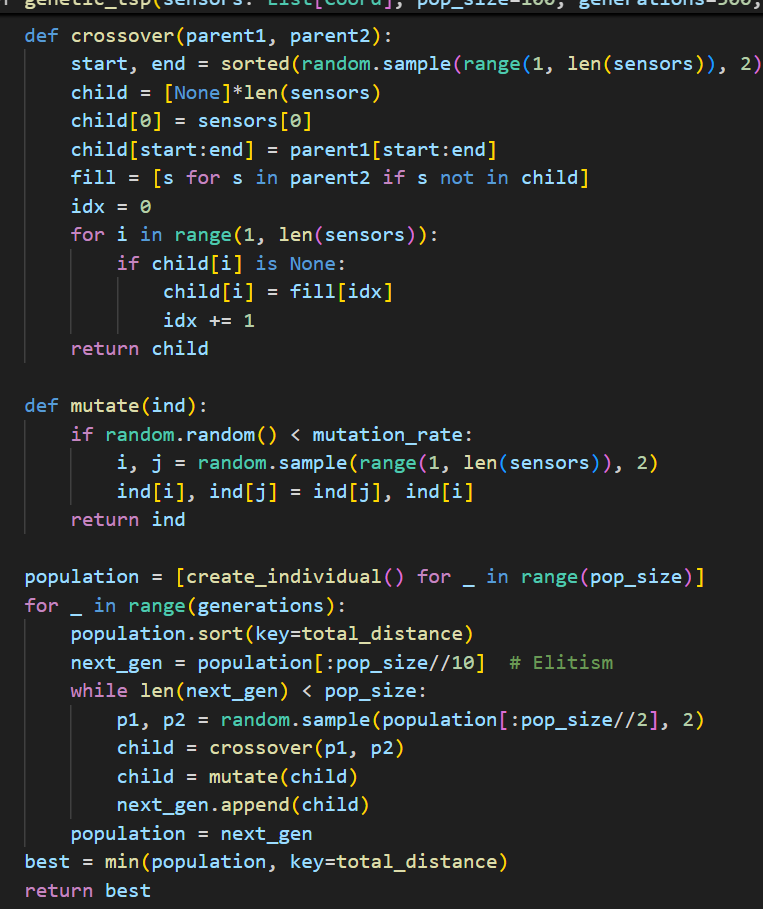 genetic_tsp(sensors: List[Coord], pop_size=100, generations=500,
def crossover(parent1, parent2):
    start, end = sorted(random.sample(range(1, len(sensors)), 2)
    child = [None]*len(sensors)
    child[0] = sensors[0]
    child[start:end] = parent1[start:end]
    fill = [s for s in parent2 if s not in child]
    idx = 0
    for i in range(1, len(sensors)):
        if child[i] is None:
            child[i] = fill[idx]
            idx += 1
    return child

def mutate(ind):
    if random.random() < mutation_rate:
        i, j = random.sample(range(1, len(sensors)), 2)
        ind[i], ind[j] = ind[j], ind[i]
    return ind

population = [create_individual() for _ in range(pop_size)]
for _ in range(generations):
    population.sort(key=total_distance)
    next_gen = population[:pop_size//10]  # Elitism
    while len(next_gen) < pop_size:
        p1, p2 = random.sample(population[:pop_size//2], 2)
        child = crossover(p1, p2)
        child = mutate(child)
        next_gen.append(child)
    population = next_gen
best = min(population, key=total_distance)
return best